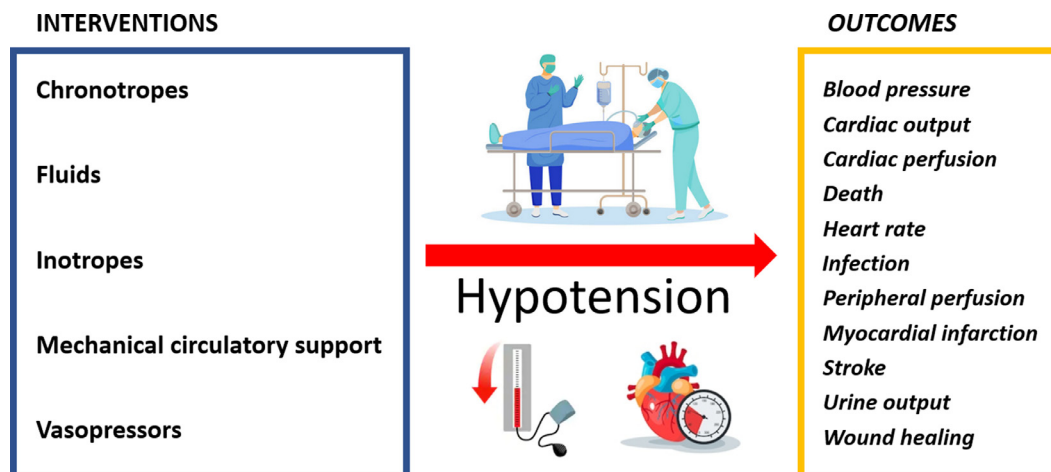 INTERVENTIONS
Chronotropes
Fluids
Inotropes
Mechanical circulatory support
Vasopressors
Hypotension
OUTCOMES
Blood pressure
Cardiac output
Cardiac perfusion
Death
Heart rate
Infection
Peripheral perfusion
Myocardial infarction
Stroke
Urine output
Wound healing